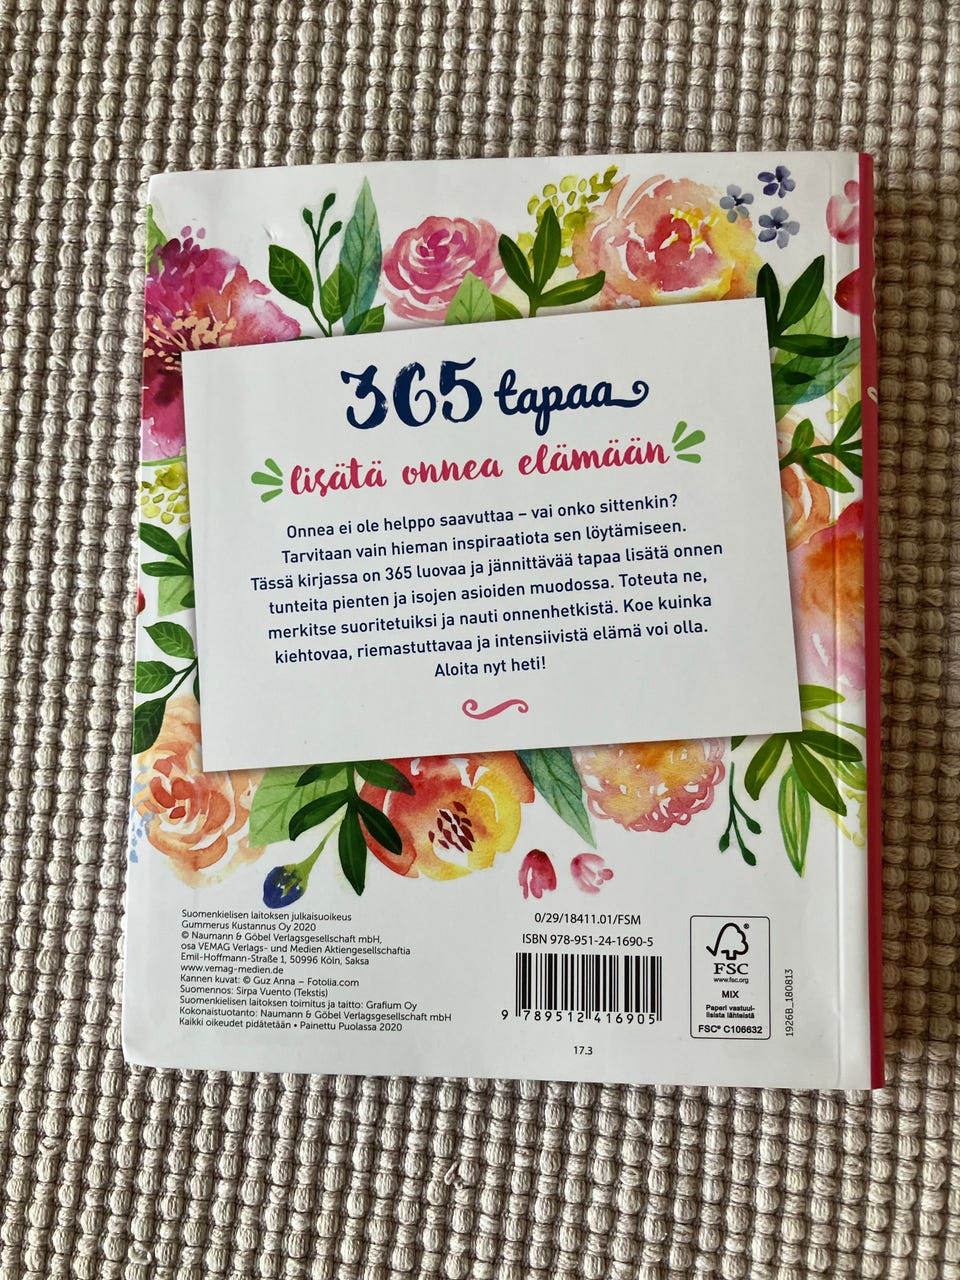 365 tapaa
lisätä onnea elämään
Onnea ei ole helppo saavuttaa – vai onko sittenkin?
Tarvitaan vain hieman inspiraatiota sen löytämiseen.
Tässä kirjassa on 365 luovaa ja jännittävää tapaa lisätä onnen
tunteita pienten ja isojen asioiden muodossa. Toteuta ne,
merkitse suoritetuiksi ja nauti onnenhetkistä. Koe kuinka
kiehtovaa, riemastuttavaa ja intensiivistä elämä voi olla.
Aloita nyt heti!
Suomenkielisen laitoksen julkaisuoikeus
Gummerus Kustannus Oy 2020
© Naumann & Göbel Verlagsgesellschaft mbH,
osa VEMAG Verlags- und Medien Aktiengesellschaftia
Emil-Hoffmann-Straße 1, 50996 Köln, Saksa
www.vemag-medien.de
Kannen kuvat: © Guz Anna – Fotolia.com
Suomennos: Sirpa Vuento (Tekstis)
Suomenkielisen laitoksen toimitus ja taitto: Grafium Oy
Kokonaistuotanto: Naumann & Göbel Verlagsgesellschaft mbH
Kaikki oikeudet pidätetään • Painettu Puolassa 2020
0/29/18411.01/FSM
ISBN 978-951-24-1690-5
9 789512 416905
17.3
FSC
www.fsc.org
MIX
Paperi vastuul-
lisista lähteistä
FSC® C106632
1926B_180813